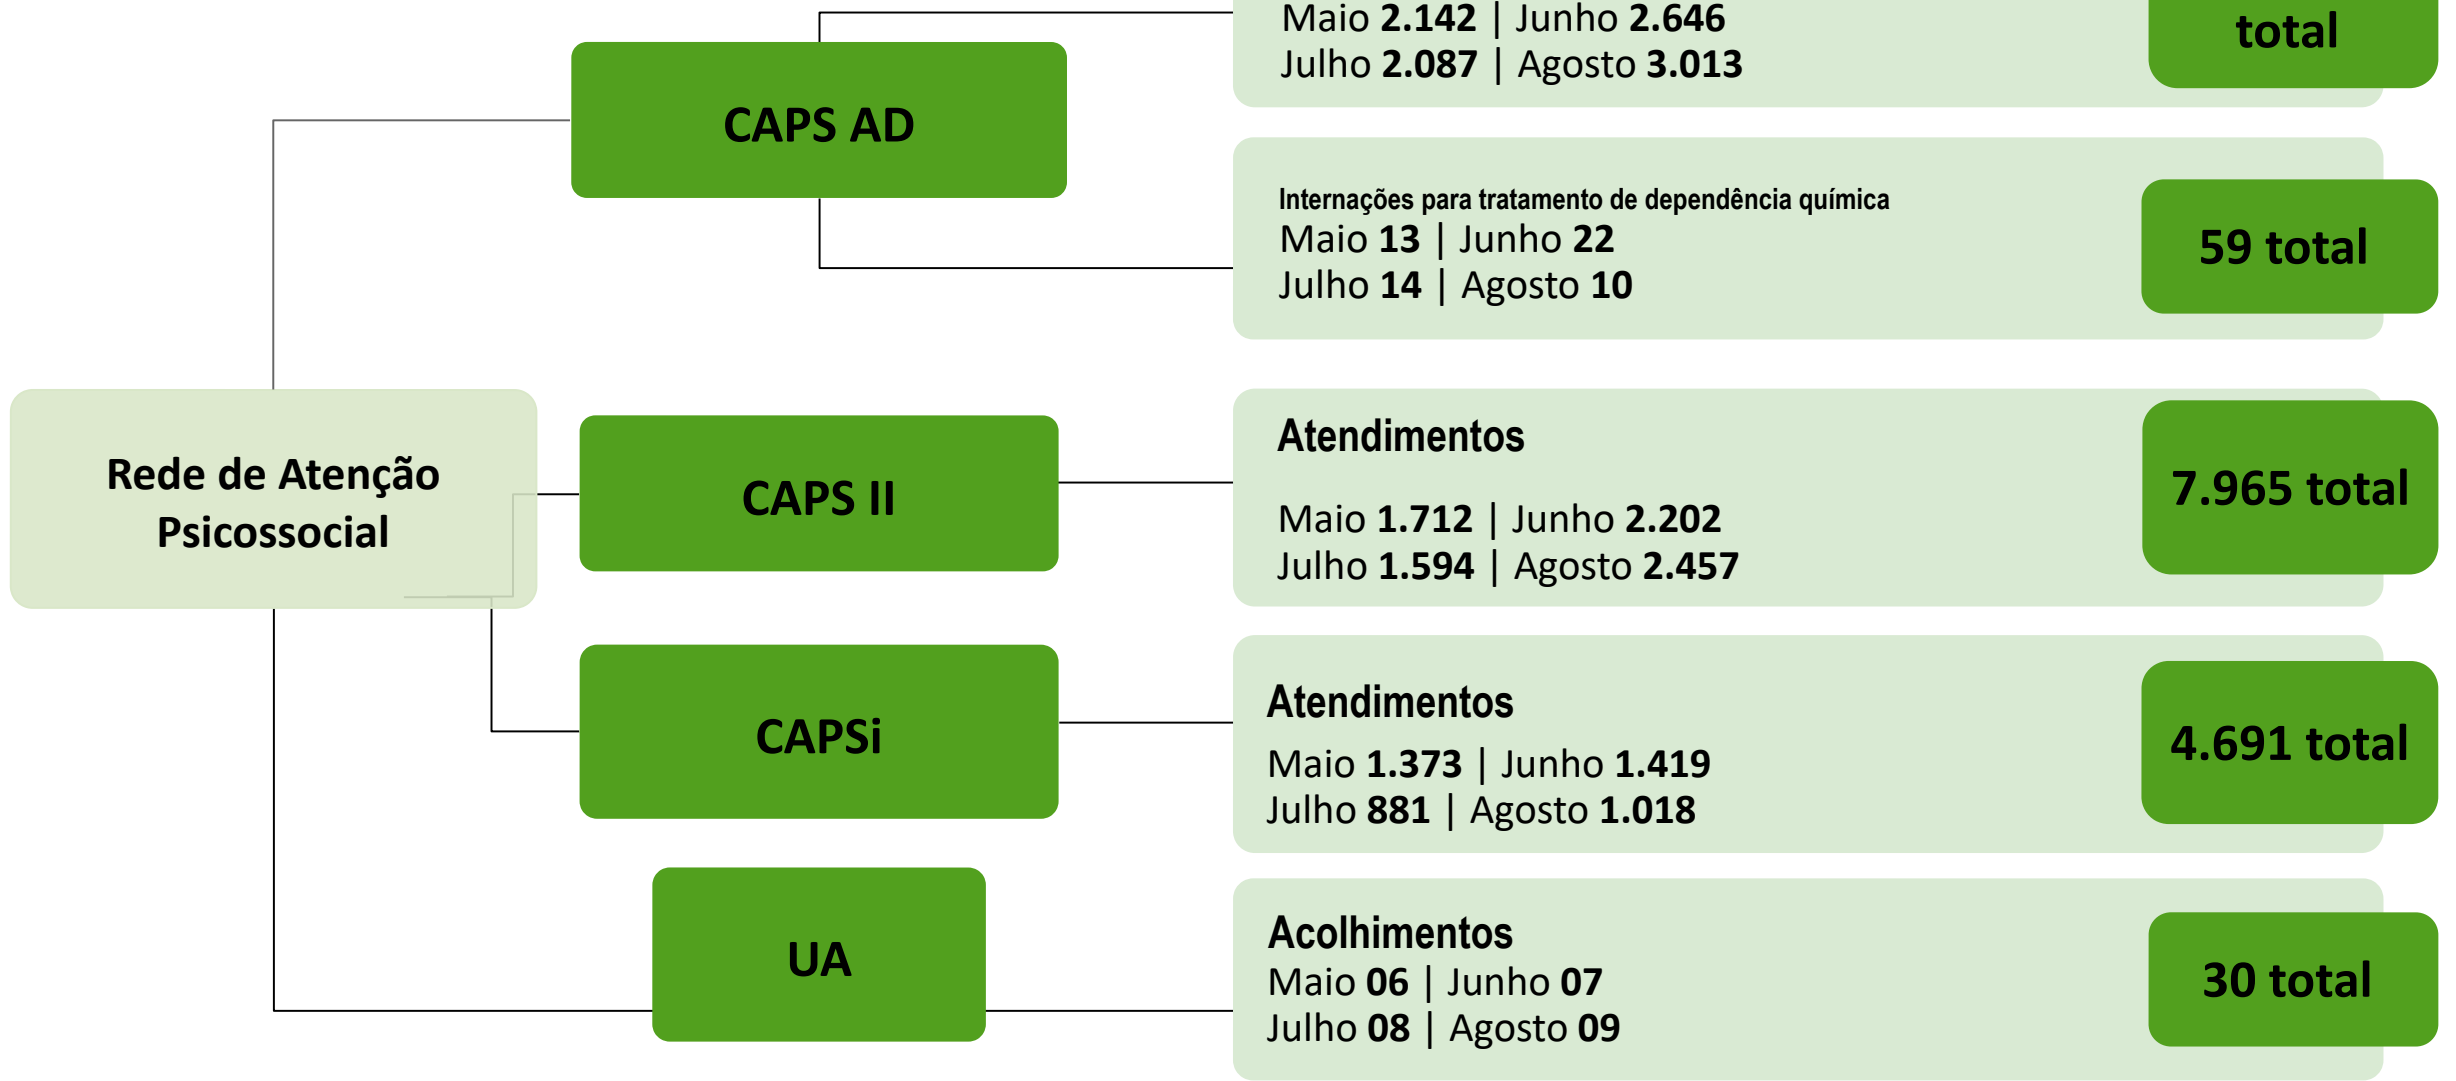 Maio 2.142 | Junho 2.646
Julho 2.087 | Agosto 3.013
total
CAPS AD
Internações para tratamento de dependência química
Maio 13 | Junho 22
Julho 14 | Agosto 10
59 total
Rede de Atenção
Psicossocial
CAPS II
Atendimentos
Maio 1.712 | Junho 2.202
Julho 1.594 | Agosto 2.457
7.965 total
CAPSi
Atendimentos
Maio 1.373 | Junho 1.419
Julho 881 | Agosto 1.018
4.691 total
UA
Acolhimentos
Maio 06 | Junho 07
Julho 08 | Agosto 09
30 total